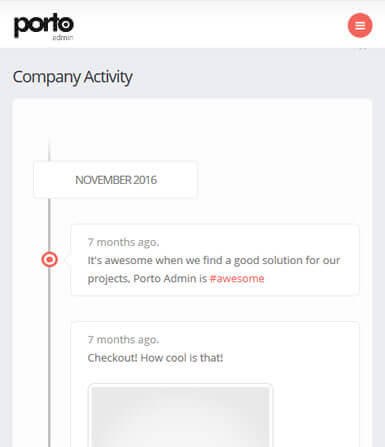 porto
admin
Company Activity
NOVEMBER 2016
7 months ago.
It's awesome when we find a good solution for our
projects, Porto Admin is #awesome
7 months ago.
Checkout! How cool is that!